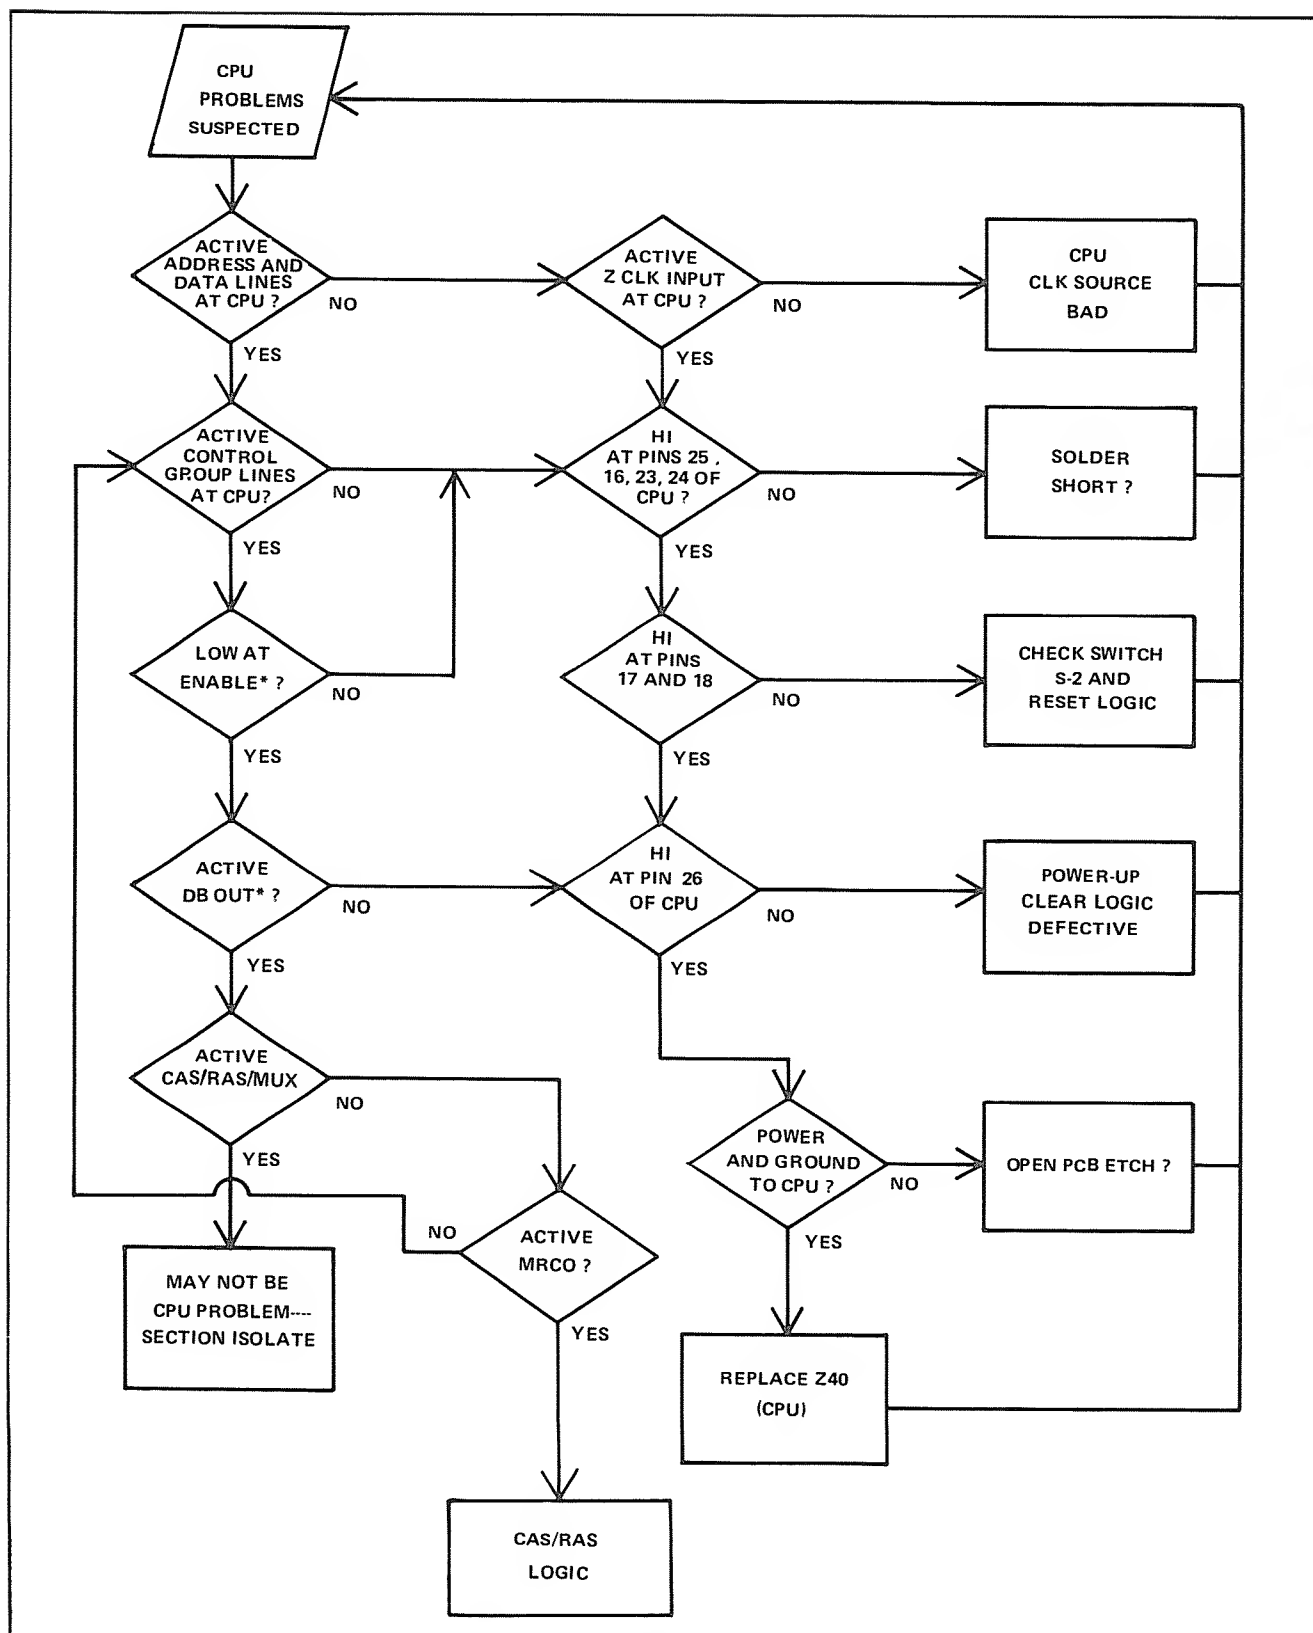 CPU
PROBLEMS
SUSPECTED
ACTIVE
ADDRESS AND
DATA LINES
AT CPU ?
NO
YES
ACTIVE
Z CLK INPUT
AT CPU ?
NO
YES
CPU
CLK SOURCE
BAD
ACTIVE
CONTROL
GROUP LINES
AT CPU?
NO
YES
HI
AT PINS 25 ,
16, 23, 24 OF
CPU ?
NO
YES
SOLDER
SHORT ?
LOW AT
ENABLE* ?
NO
YES
HI
AT PINS
17 AND 18
NO
YES
CHECK SWITCH
S-2 AND
RESET LOGIC
ACTIVE
DB OUT* ?
NO
YES
HI
AT PIN 26
OF CPU
NO
YES
POWER-UP
CLEAR LOGIC
DEFECTIVE
ACTIVE
CAS/RAS/MUX
NO
YES
POWER
AND GROUND
TO CPU ?
NO
YES
OPEN PCB ETCH ?
NO
ACTIVE
MRCO ?
YES
MAY NOT BE
CPU PROBLEM----
SECTION ISOLATE
REPLACE Z40
(CPU)
CAS/RAS
LOGIC